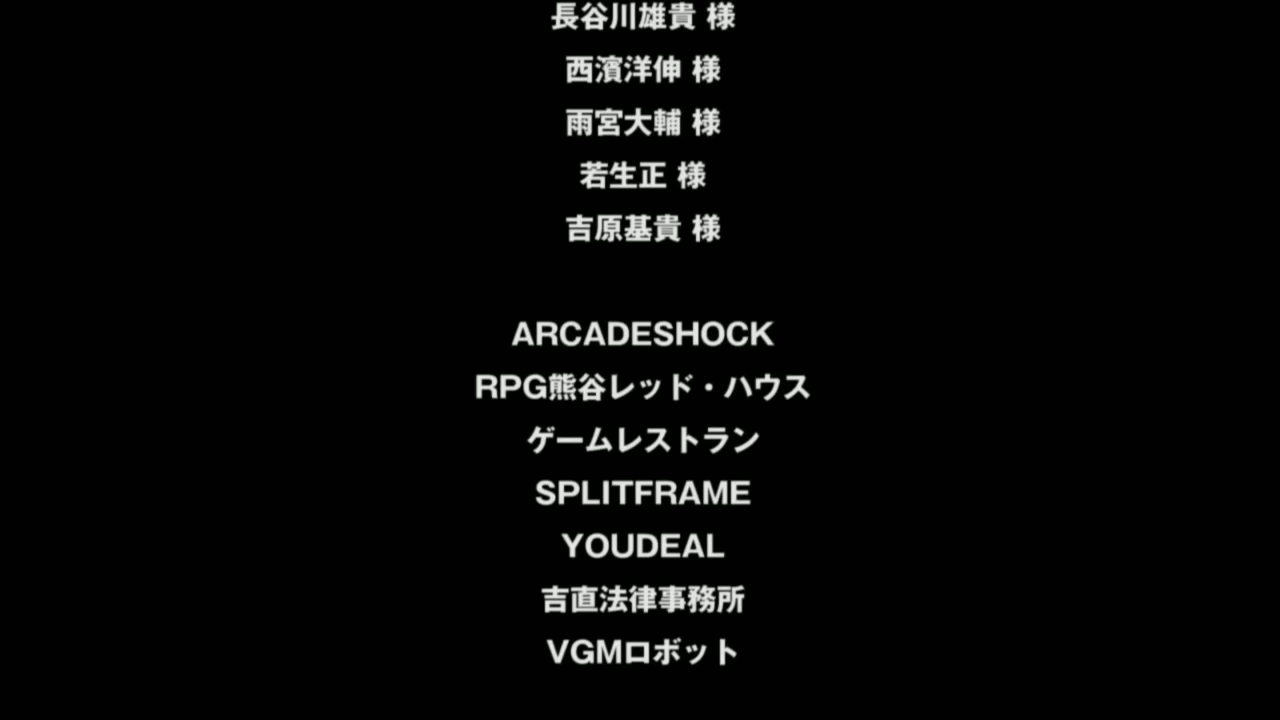 長谷川雄貴 様
西濱洋伸 様
雨宮大輔 様
若生正 様
吉原基貴 様
ARCADESHOCK
RPG熊谷レッド・ハウス
ゲームレストラン
SPLITFRAME
YOUDEAL
吉直法律事務所
VGMロボット